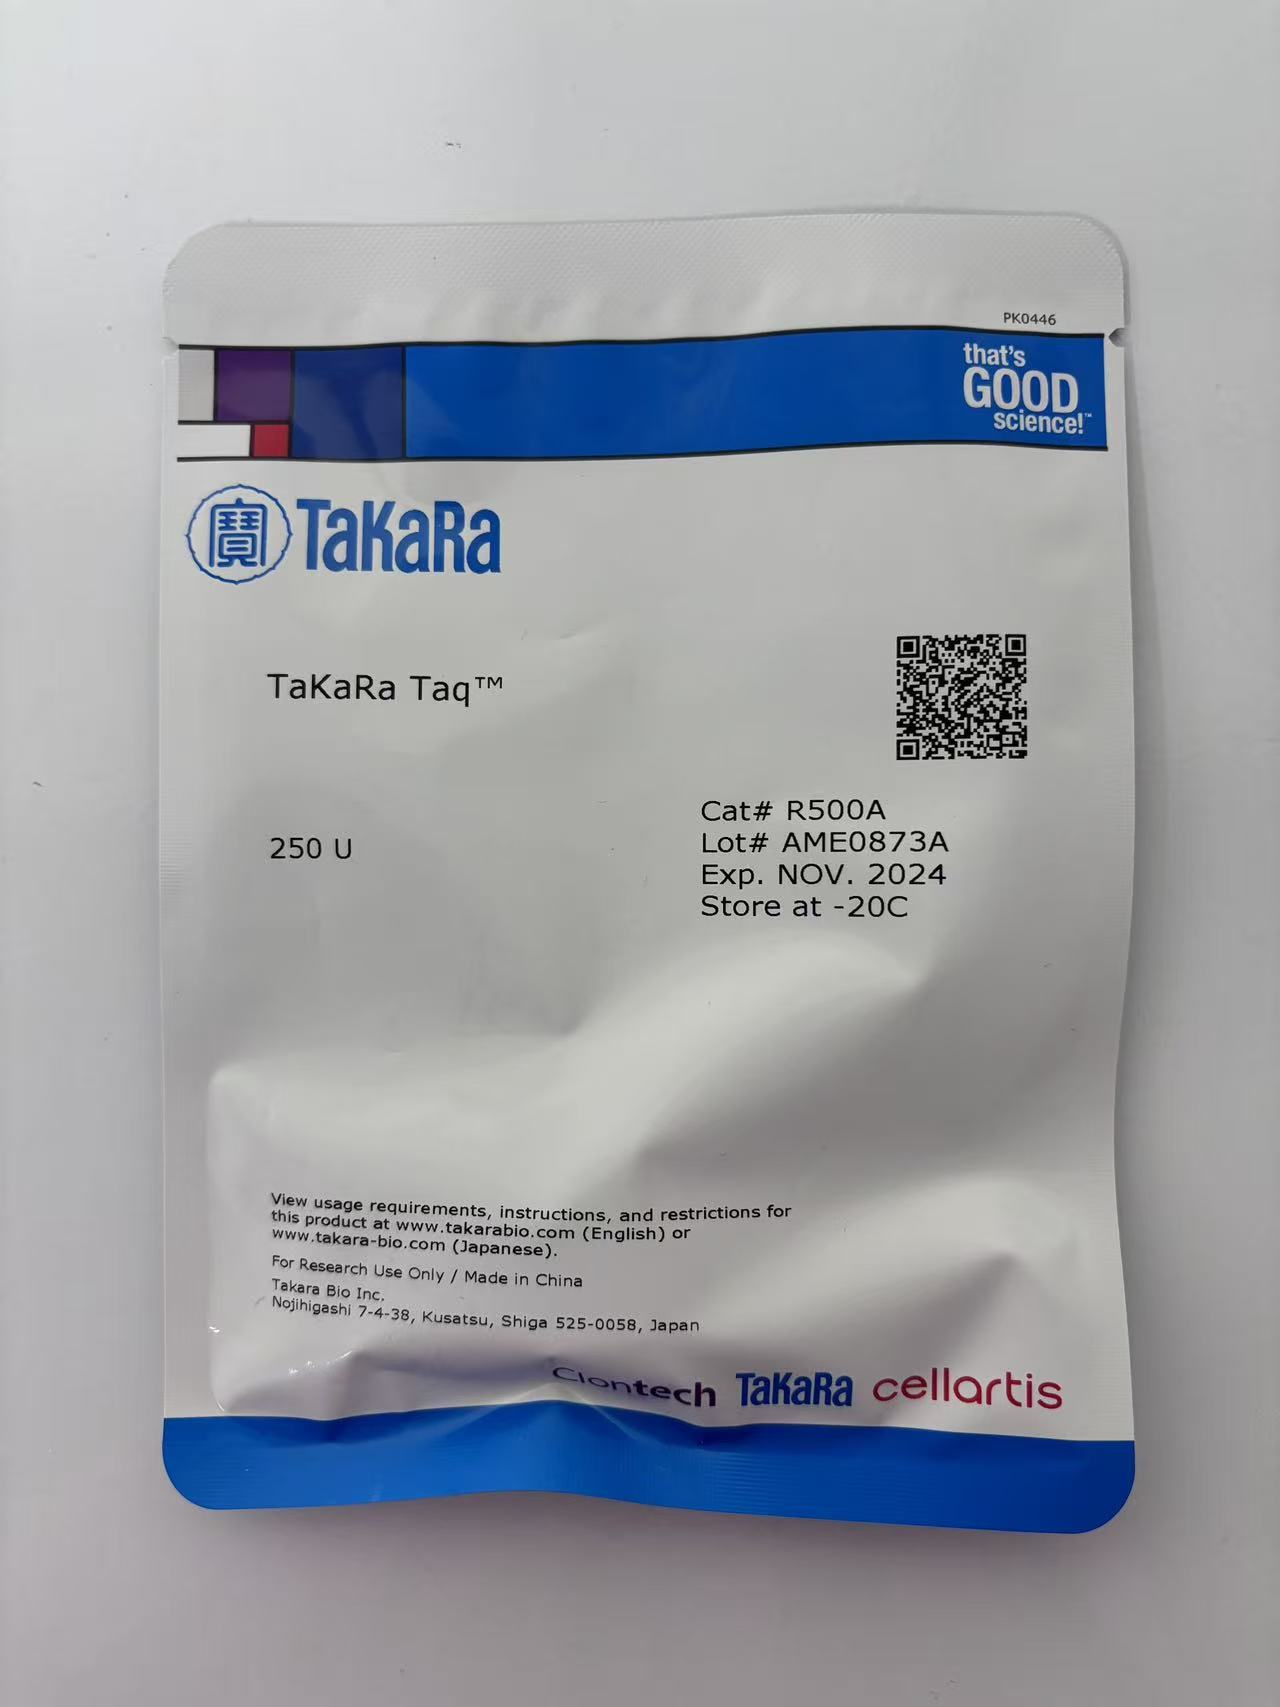 PK0446
that's
GOOD
science!™
寶 TaKaRa
TaKaRa Taq™
250 U
Cat# R500A
Lot# AME0873A
Exp. NOV. 2024
Store at -20C
View usage requirements, instructions, and restrictions for
this product at www.takarabio.com (English) or
www.takara-bio.com (Japanese).
For Research Use Only / Made in China
Takara Bio Inc.
Nojihigashi 7-4-38, Kusatsu, Shiga 525-0058, Japan
Clontech TaKaRa cellartis